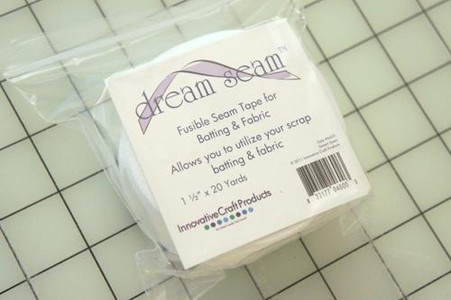 dream seam™
Fusible Seam Tape for
Batting & Fabric
Allows you to utilize your scrap
batting & fabric
1 ½" x 20 Yards
InnovativeCraftProducts